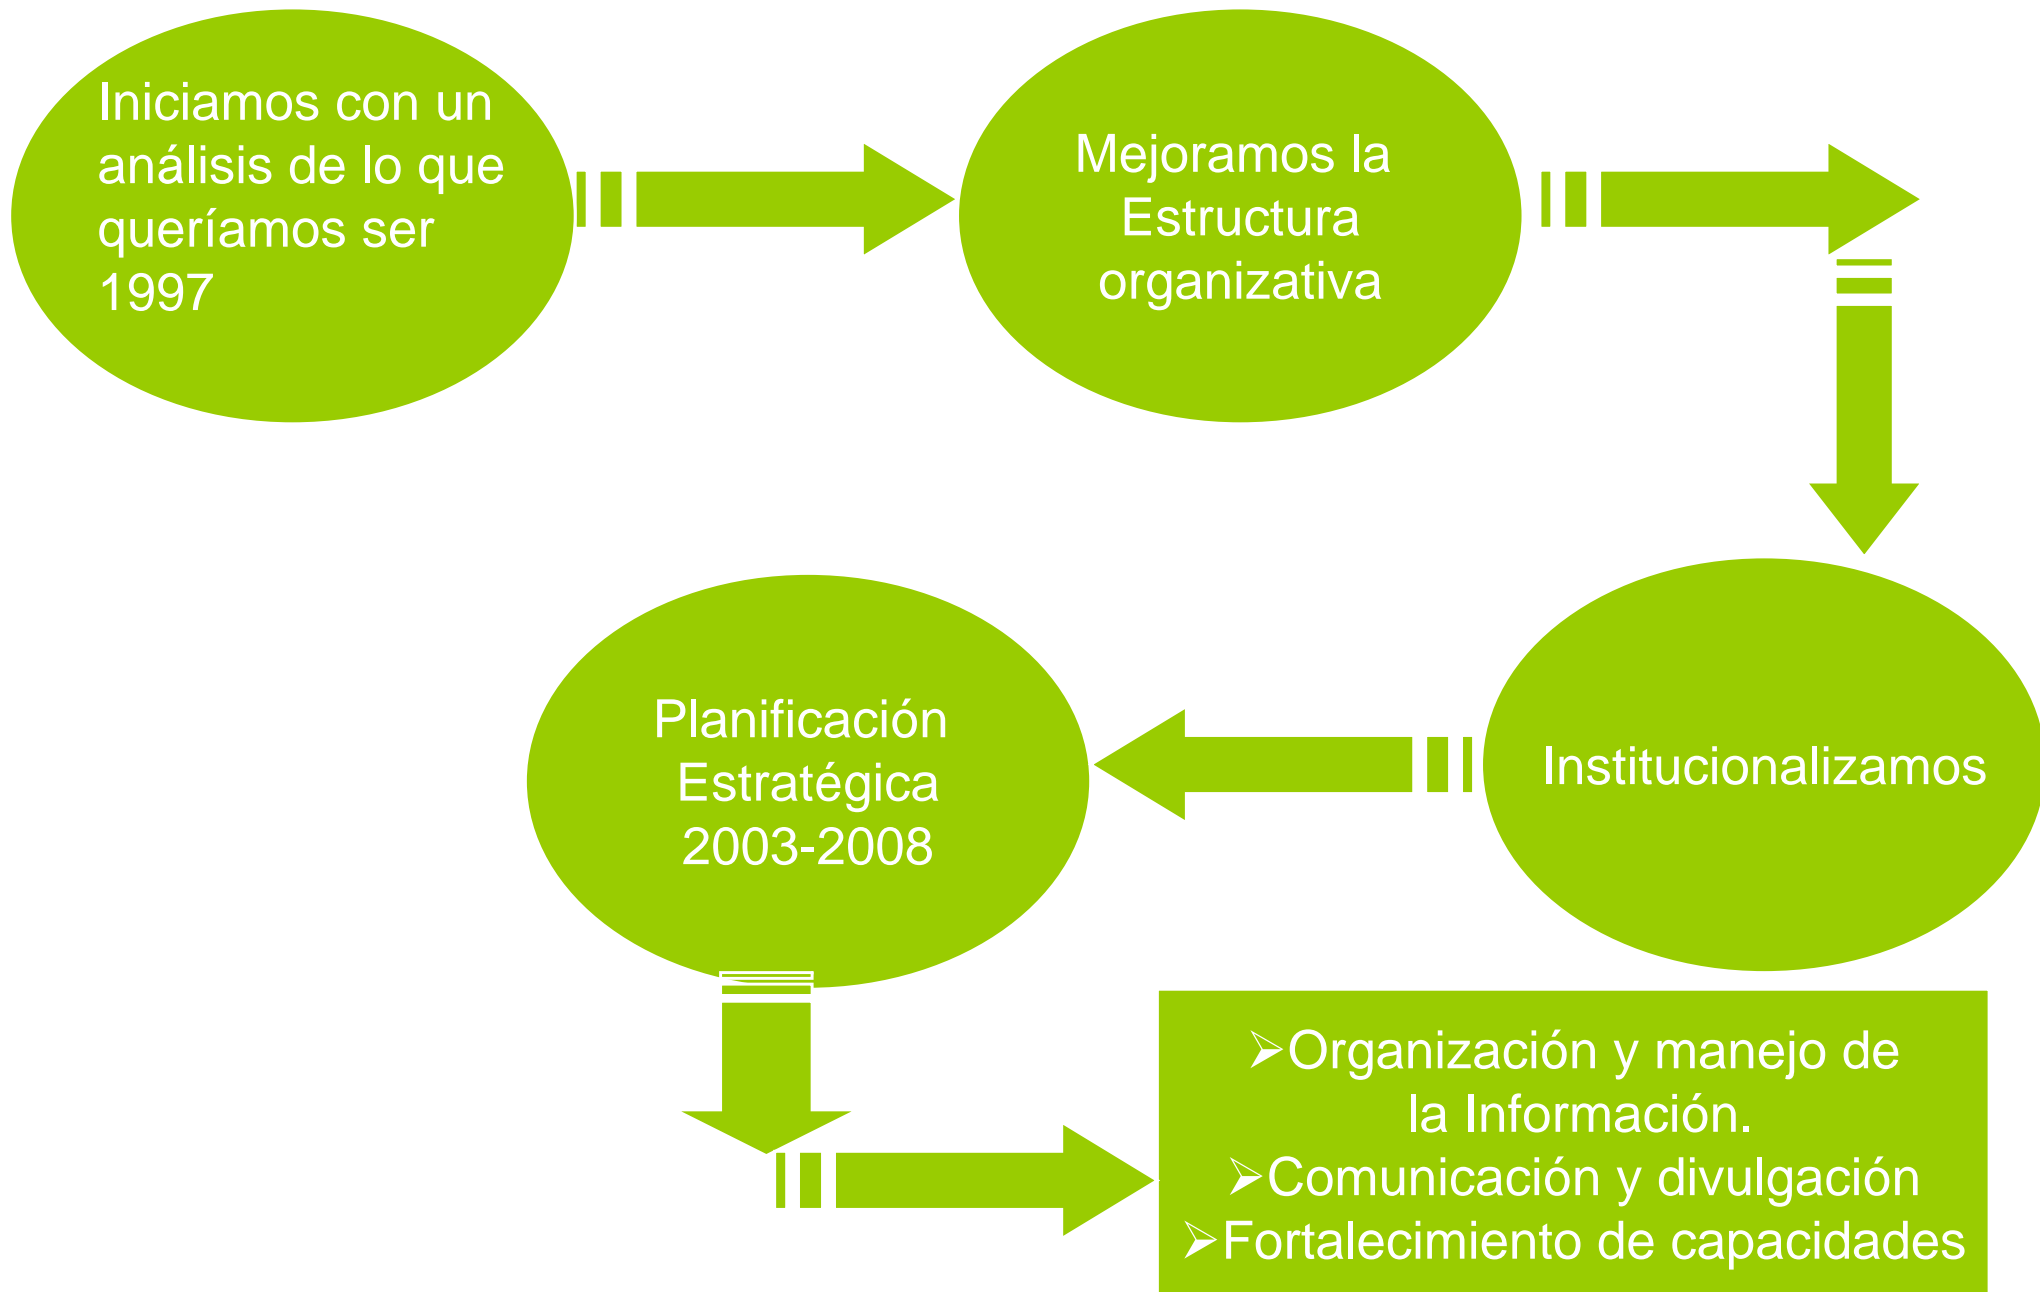 Iniciamos con un
análisis de lo que
queríamos ser
1997
Mejoramos la
Estructura
organizativa
Institucionalizamos
Planificación
Estratégica
2003-2008
➢Organización y manejo de
la Información.
➢Comunicación y divulgación
➢Fortalecimiento de capacidades